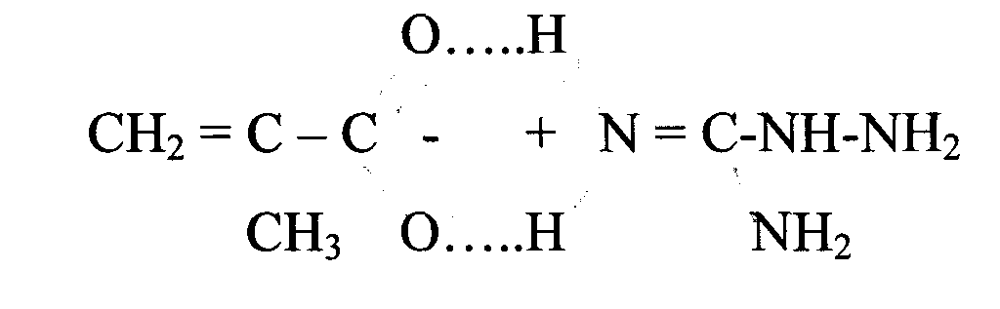 O.....H
CH₂ = C – C - + N = C-NH-NH₂
CH₃ O.....H NH₂